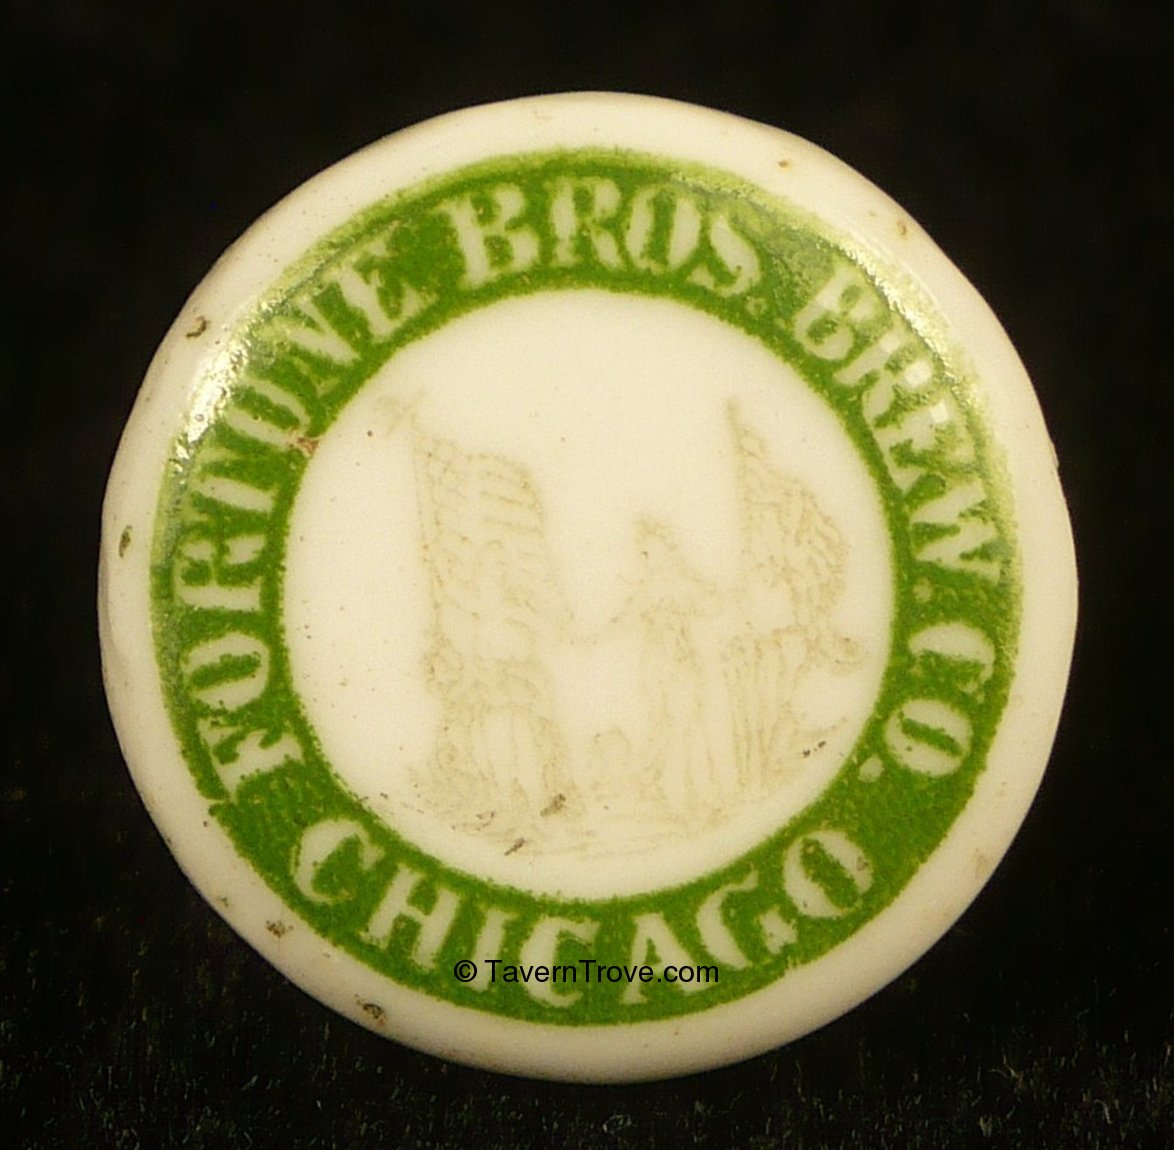 FORTUNE BROS. BREW. CO.
CHICAGO
© TavernTrove.com